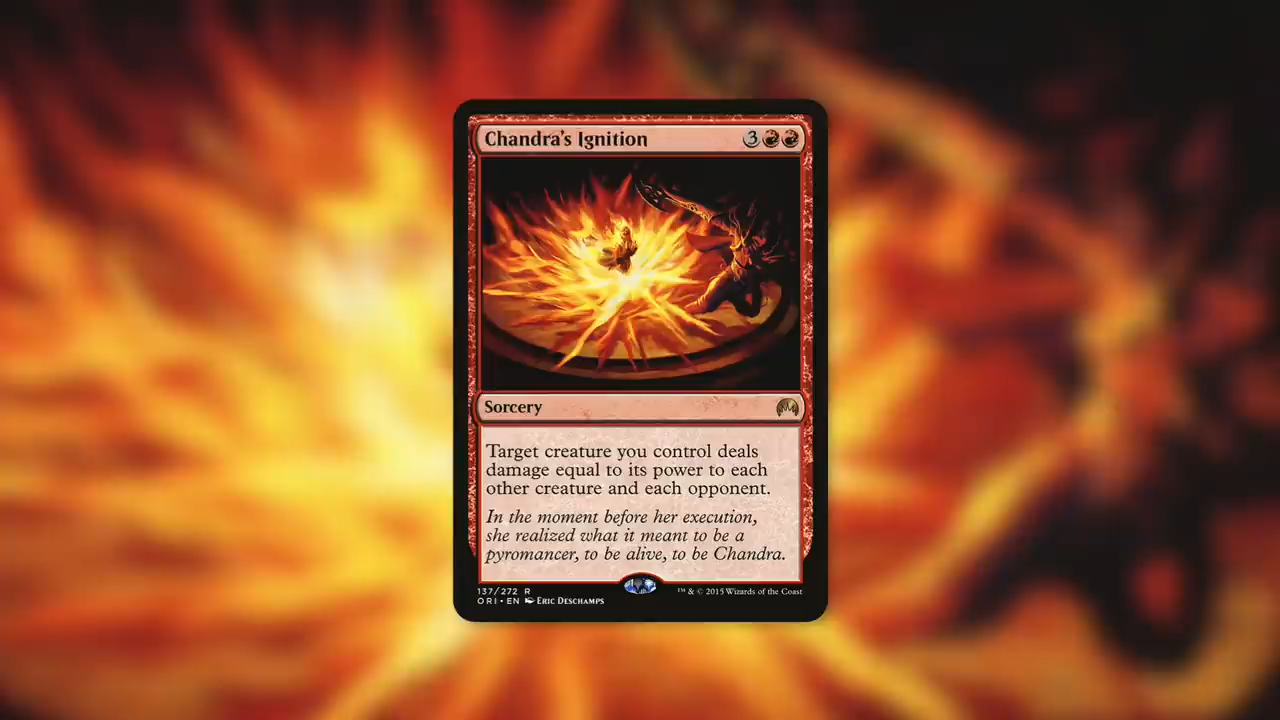 Chandra's Ignition 3
Sorcery
Target creature you control deals
damage equal to its power to each
other creature and each opponent.
In the moment before her execution,
she realized what it meant to be a
pyromancer, to be alive, to be Chandra.
137/272 R
ORI • EN Eric Deschamps
™ & © 2015 Wizards of the Coast